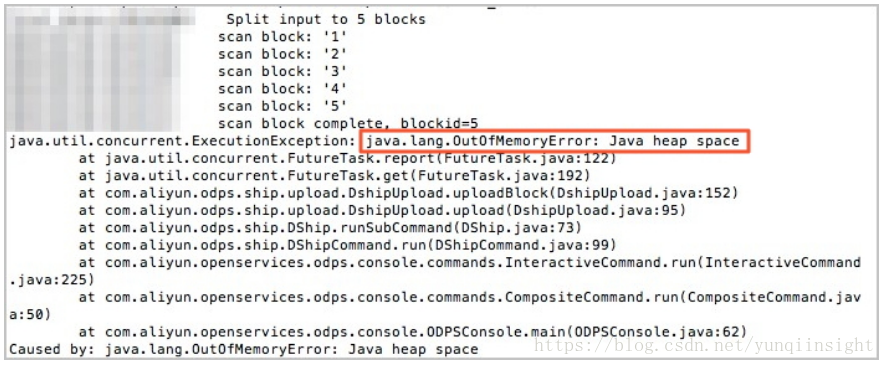 Split input to 5 blocks
scan block: '1'
scan block: '2'
scan block: '3'
scan block: '4'
scan block: '5'
scan block complete, blockid=5
java.util.concurrent.ExecutionException: java.lang.OutOfMemoryError: Java heap space
at java.util.concurrent.FutureTask.report(FutureTask.java:122)
at java.util.concurrent.FutureTask.get(FutureTask.java:192)
at com.aliyun.odps.ship.upload.DshipUpload.uploadBlock(DshipUpload.java:152)
at com.aliyun.odps.ship.upload.DshipUpload.upload(DshipUpload.java:95)
at com.aliyun.odps.ship.DShip.runSubCommand(DShip.java:73)
at com.aliyun.odps.ship.DShipCommand.run(DShipCommand.java:99)
at com.aliyun.openservices.odps.console.commands.InteractiveCommand.run(InteractiveCommand
.java:225)
at com.aliyun.openservices.odps.console.commands.CompositeCommand.run(CompositeCommand.jav
a:50)
at com.aliyun.openservices.odps.console.ODPSConsole.main(ODPSConsole.java:62)
Caused by: java.lang.OutOfMemoryError: Java heap space
https://blog.csdn.net/yunqiinsight